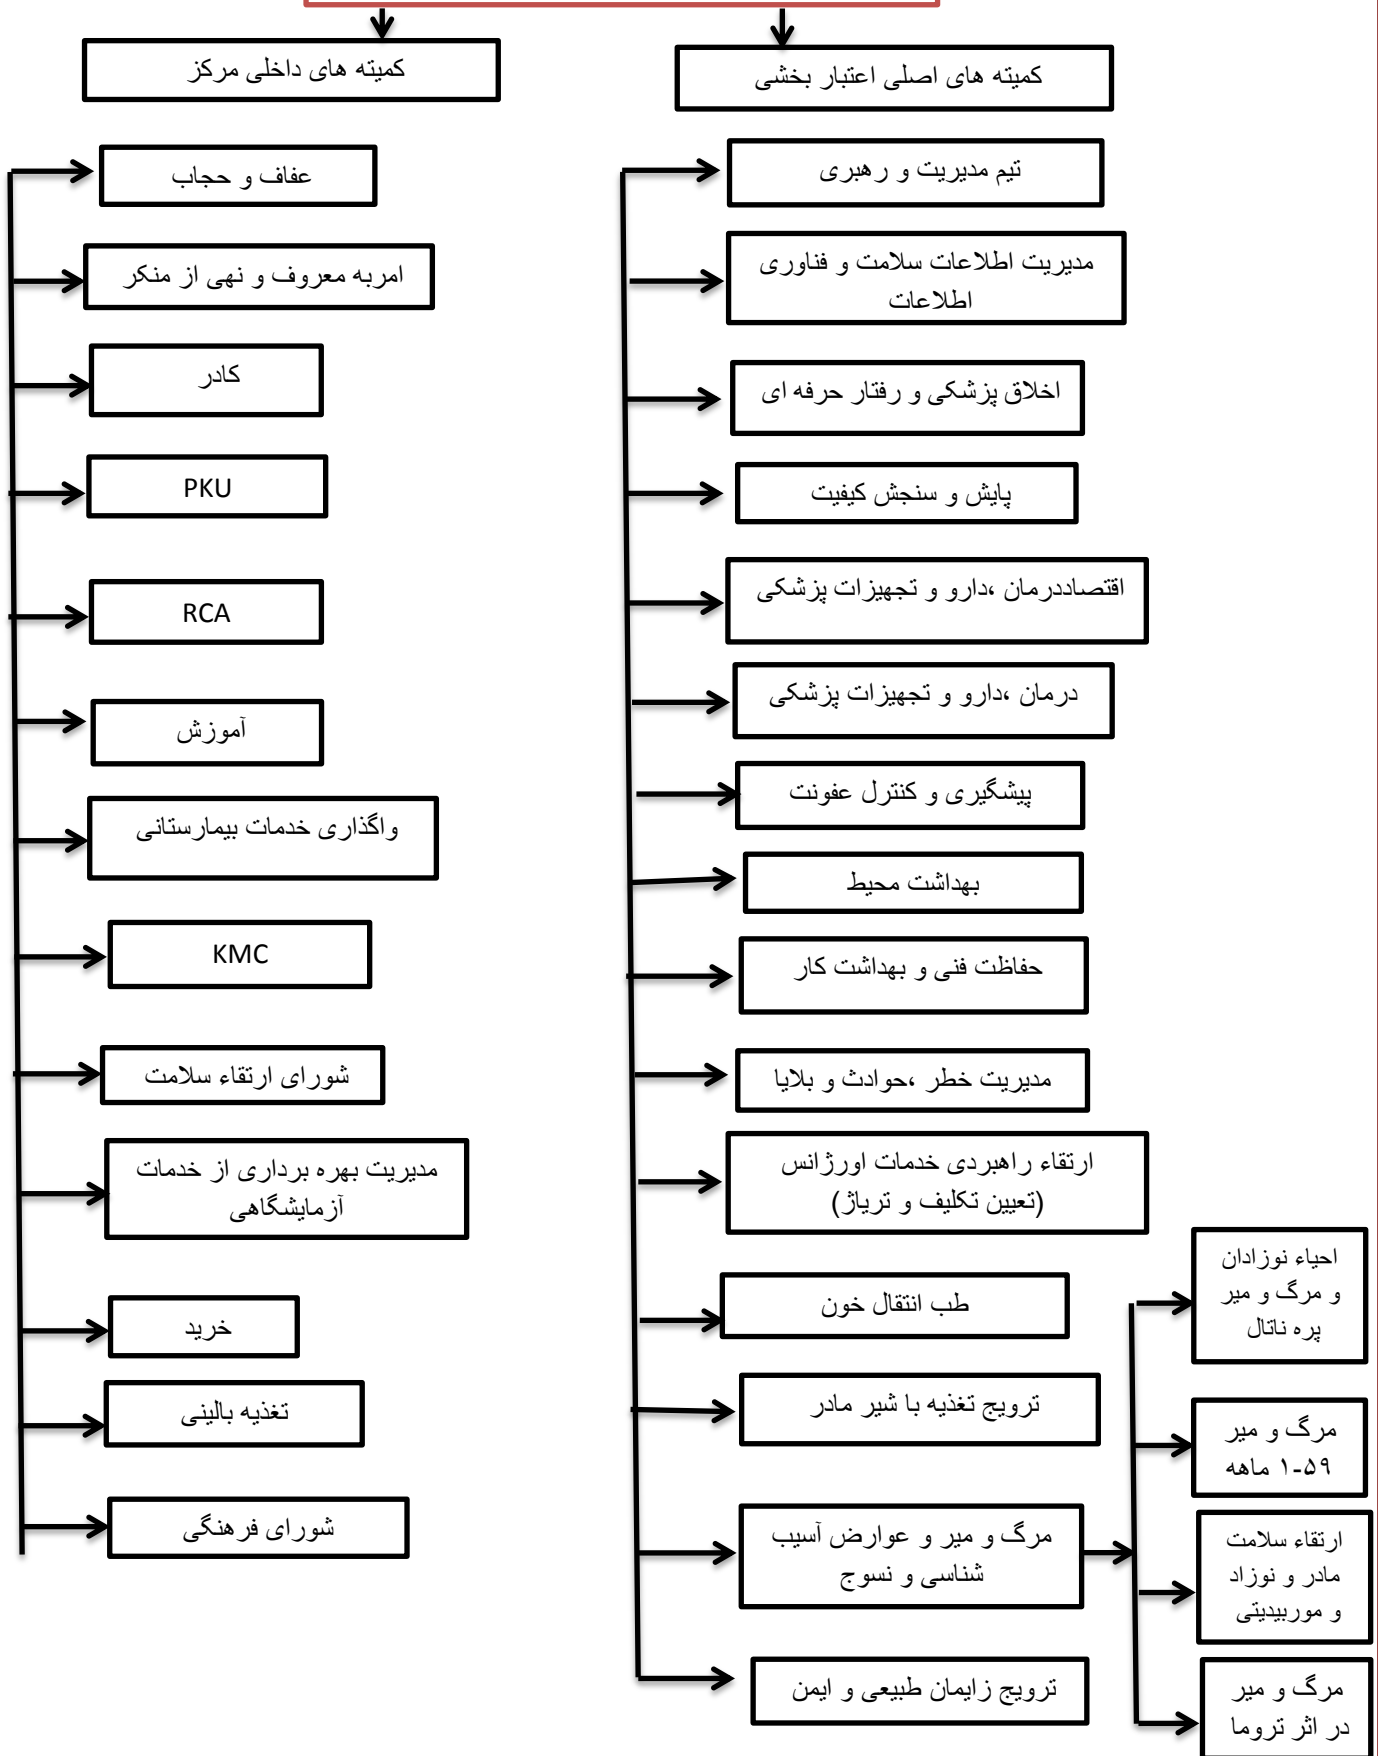 کمیته های اصلی اعتبار بخشی
تیم مدیریت و رهبری
مدیریت اطلاعات سلامت و فناوری
اطلاعات
اخلاق پزشکی و رفتار حرفه ای
پایش و سنجش کیفیت
اقتصاددرمان ،دارو و تجهیزات پزشکی
درمان ،دارو و تجهیزات پزشکی
پیشگیری و کنترل عفونت
بهداشت محیط
حفاظت فنی و بهداشت کار
مدیریت خطر ،حوادث و بلایا
ارتقاء راهبردی خدمات اورژانس
(تعیین تکلیف و تریاژ)
طب انتقال خون
ترویج تغذیه با شیر مادر
مرگ و میر و عوارض آسیب
شناسی و نسوج
احیاء نوزادان
و مرگ و میر
پره ناتال
مرگ و میر
۱-۵۹ ماهه
ارتقاء سلامت
مادر و نوزاد
و موربیدیتی
مرگ و میر
در اثر تروما
ترویج زایمان طبیعی و ایمن
کمیته های داخلی مرکز
عفاف و حجاب
امربه معروف و نهی از منکر
کادر
PKU
RCA
آموزش
واگذاری خدمات بیمارستانی
KMC
شورای ارتقاء سلامت
مدیریت بهره برداری از خدمات
آزمایشگاهی
خرید
تغذیه بالینی
شورای فرهنگی